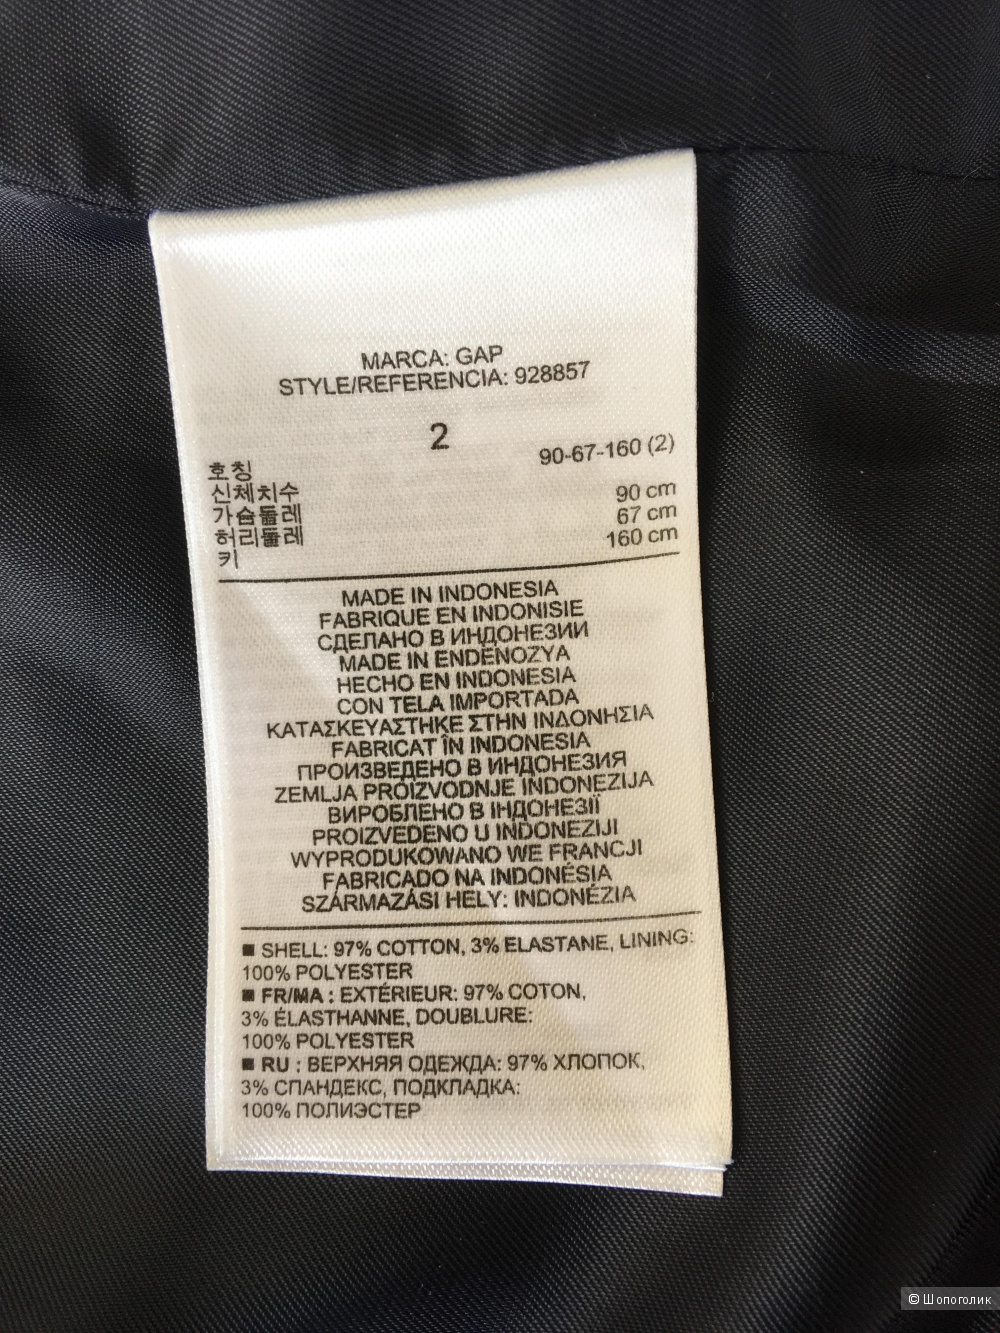 MARCA: GAP
STYLE/REFERENCIA: 928857
2
호칭 90-67-160 (2)
신체치수
가슴둘레 90 cm
허리둘레 67 cm
키 160 cm
MADE IN INDONESIA
FABRIQUE EN INDONISIE
СДЕЛАНО В ИНДОНЕЗИИ
MADE IN ENDENOZYA
HECHO EN INDONESIA
CON TELA IMPORTADA
ΚΑΤΑΣΚΕΥΑΣΤΗΚΕ ΣΤΗΝ ΙΝΔΟΝΗΣΙΑ
FABRICAT ÎN INDONESIA
ПРОИЗВЕДЕНО В ИНДОНЕЗИЯ
ZEMLJA PROIZVODNJE INDONEZIJA
ВИРОБЛЕНО В ІНДОНЕЗІЇ
PROIZVEDENO U INDONEZIJI
WYPRODUKOWANO WE FRANCJI
FABRICADO NA INDONÉSIA
SZÁRMAZÁSI HELY: INDONÉZIA
■ SHELL: 97% COTTON, 3% ELASTANE, LINING:
100% POLYESTER
■ FR/MA : EXTÉRIEUR: 97% COTON,
3% ÉLASTHANNE, DOUBLURE:
100% POLYESTER
■ RU : ВЕРХНЯЯ ОДЕЖДА: 97% ХЛОПОК,
3% СПАНДЕКС, ПОДКЛАДКА:
100% ПОЛИЭСТЕР
© Шопоголик